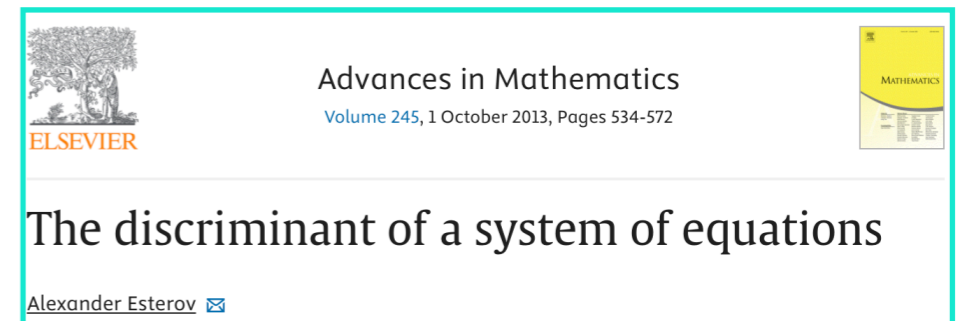 ELSEVIER
Advances in Mathematics
Volume 245, 1 October 2013, Pages 534-572
MATHEMATICS
The discriminant of a system of equations
Alexander Esterov